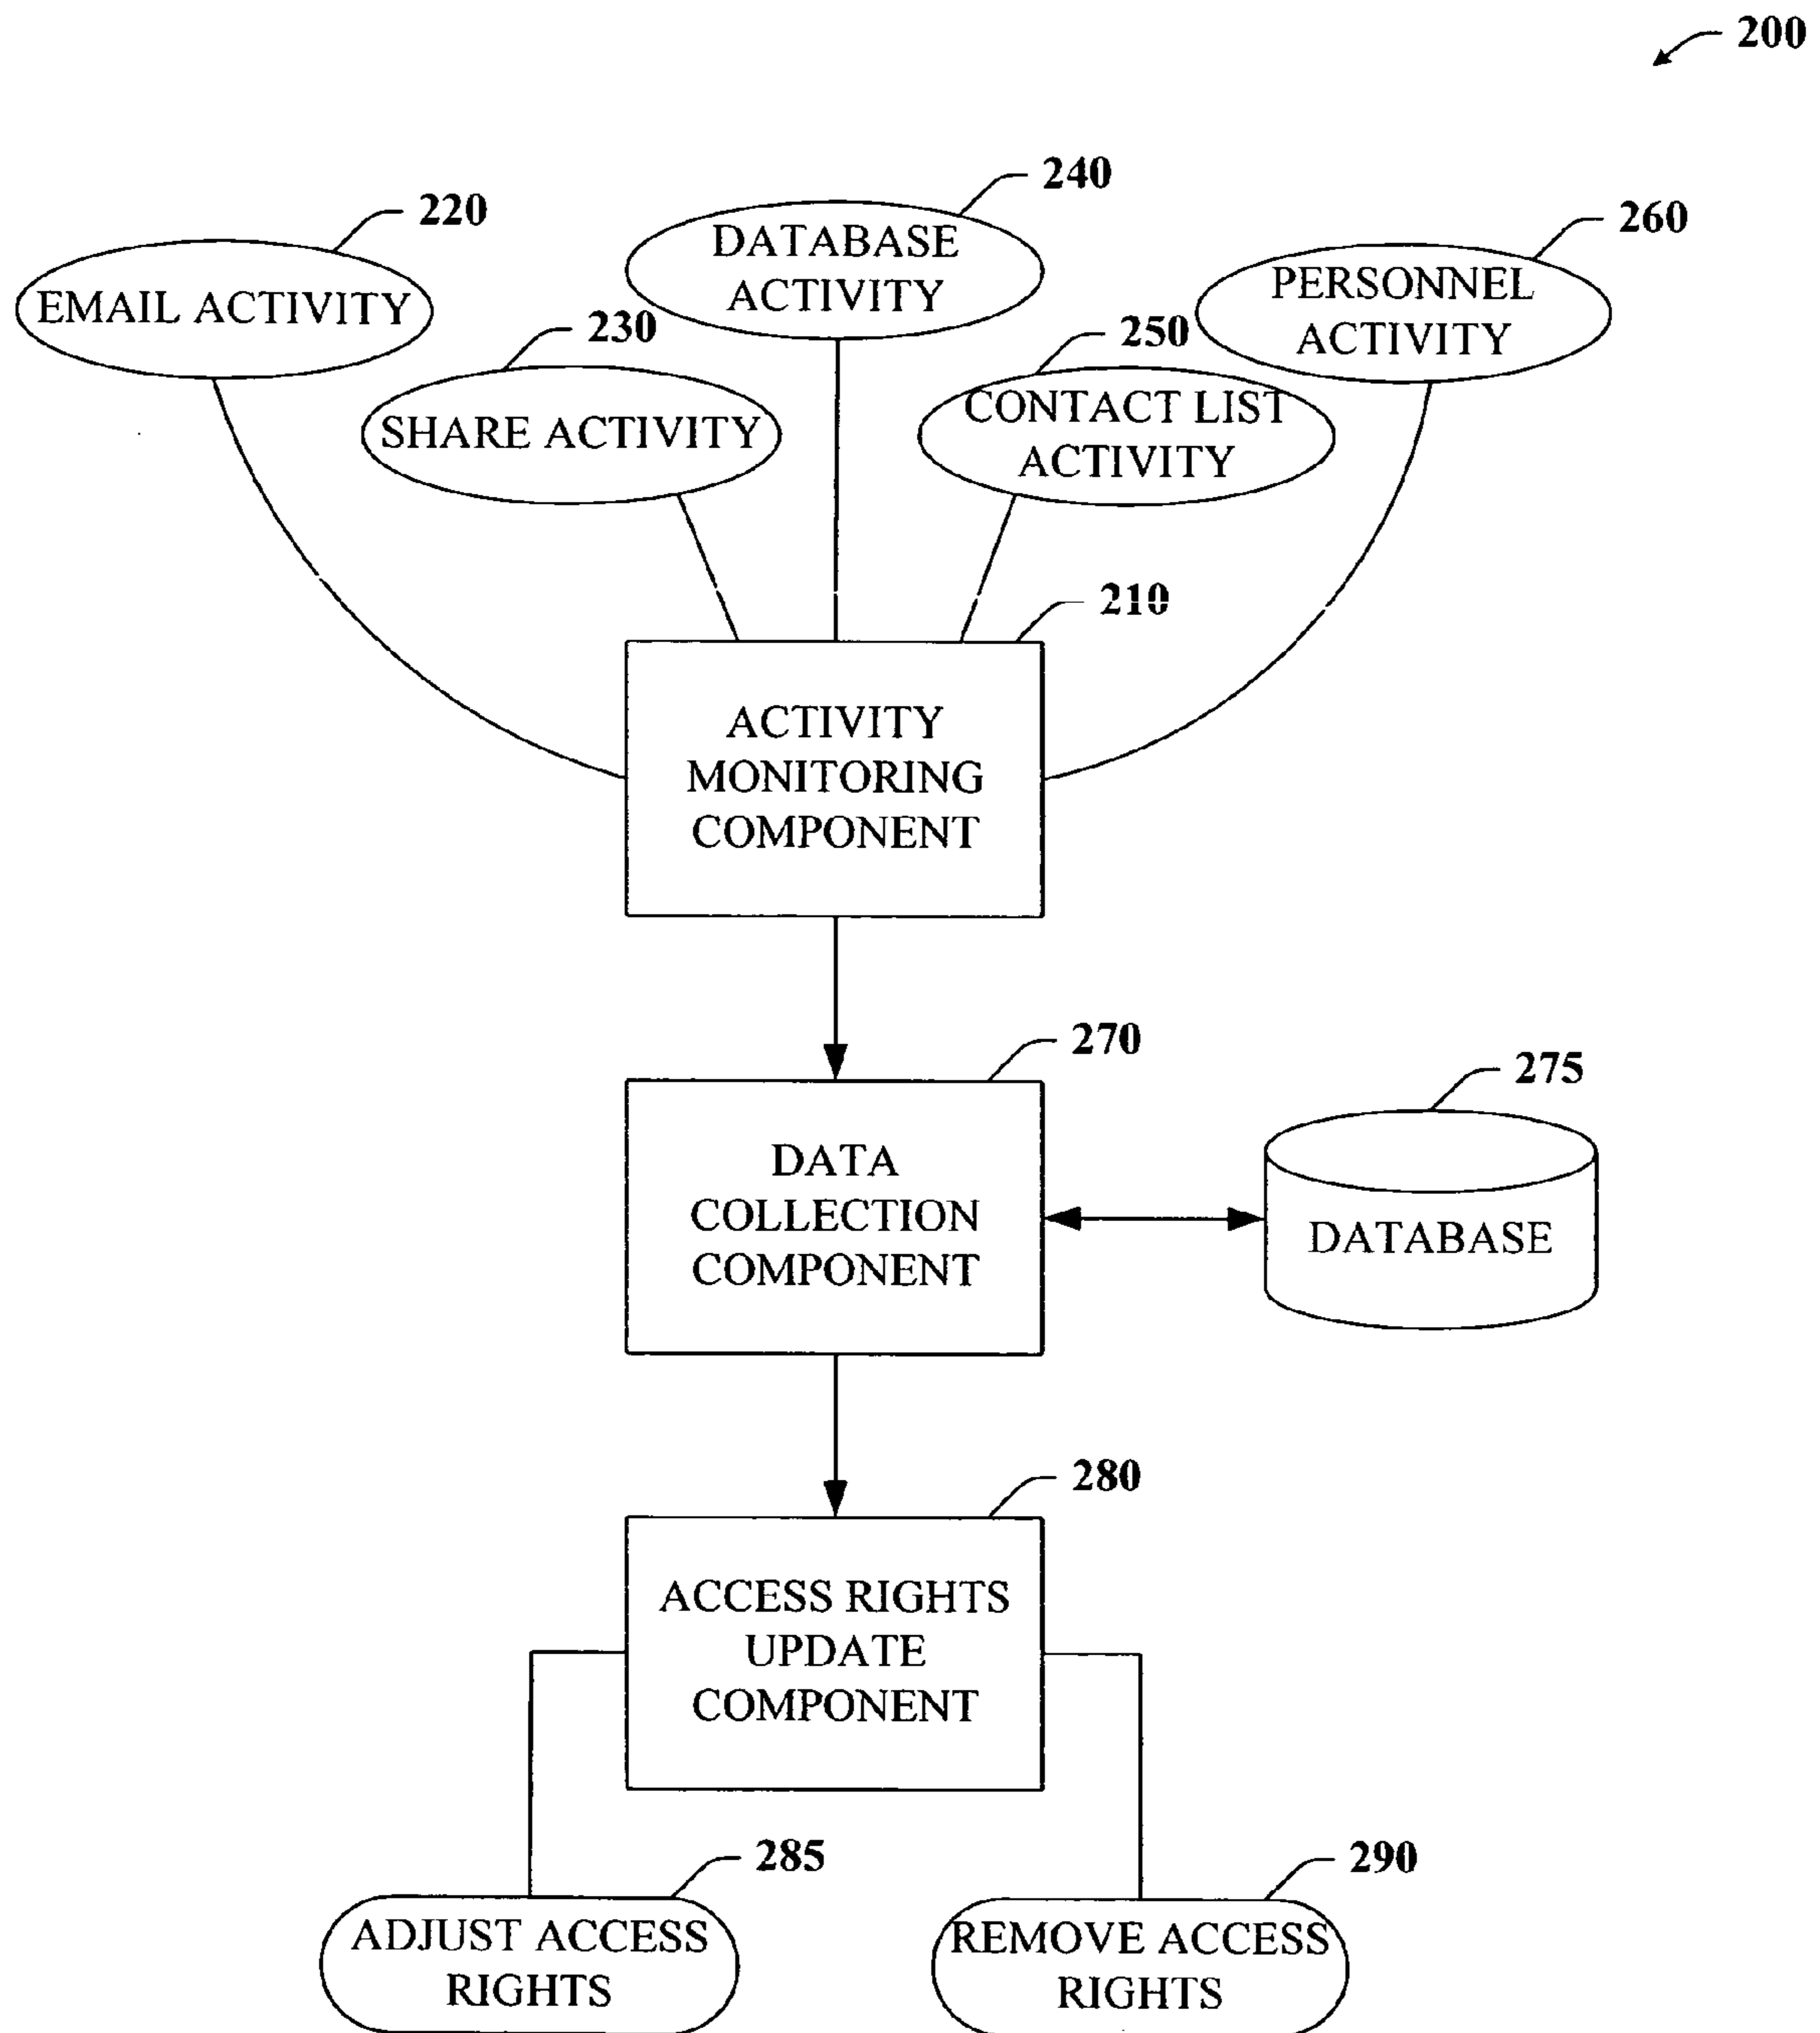 200
240
220
260
DATABASE
ACTIVITY
PERSONNEL
ACTIVITY
EMAIL ACTIVITY
230
250
SHARE ACTIVITY
CONTACT LIST
ACTIVITY
210
ACTIVITY
MONITORING
COMPONENT
270
275
DATA
COLLECTION
COMPONENT
DATABASE
280
ACCESS RIGHTS
UPDATE
COMPONENT
285
290
ADJUST ACCESS
RIGHTS
REMOVE ACCESS
RIGHTS